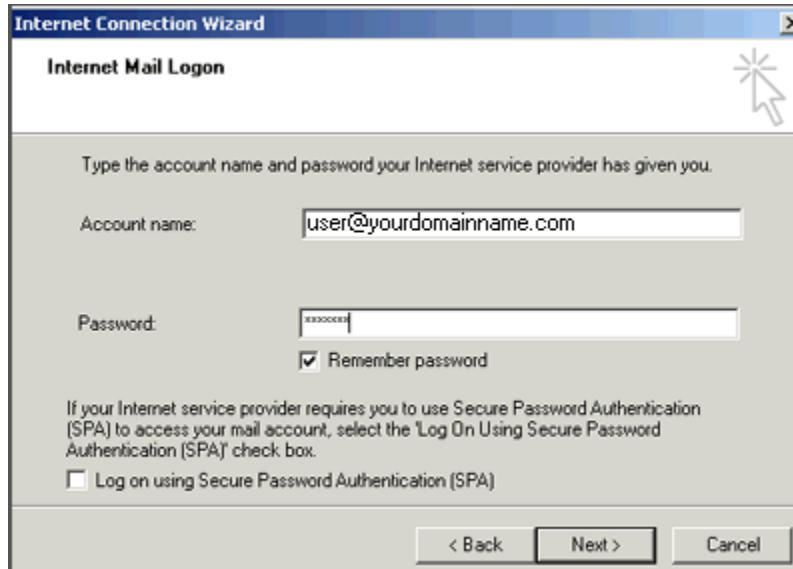 Internet Connection Wizard
Internet Mail Logon
Type the account name and password your Internet service provider has given you.
Account name:
user@yourdomainname.com
Password:
xxxxxxx
Remember password
If your Internet service provider requires you to use Secure Password Authentication
(SPA) to access your mail account, select the 'Log On Using Secure Password
Authentication (SPA)' check box.
Log on using Secure Password Authentication (SPA)
< Back
Next >
Cancel